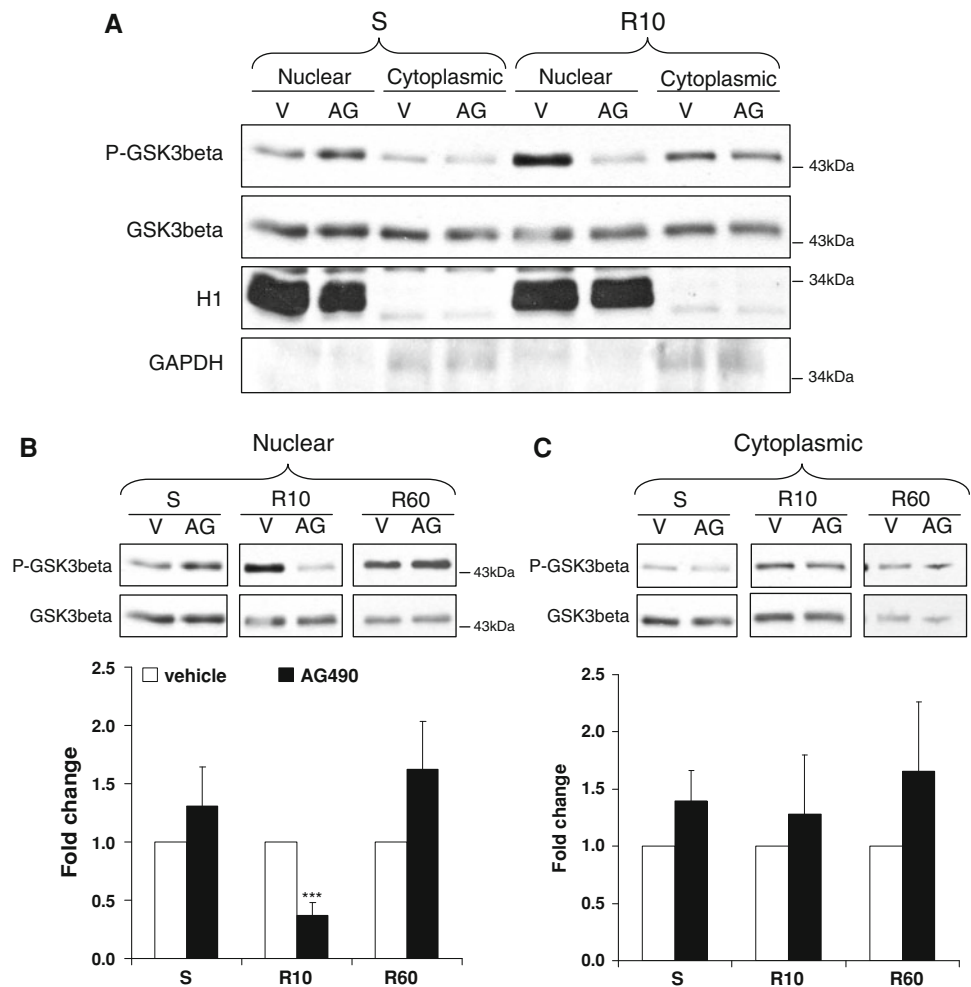 A
S R10
Nuclear Cytoplasmic Nuclear Cytoplasmic
V AG V AG V AG V AG
P-GSK3beta 43kDa
GSK3beta 43kDa
H1 34kDa
GAPDH 34kDa
B Nuclear
S R10 R60
V AG V AG V AG
P-GSK3beta 43kDa
GSK3beta 43kDa
vehicle AG490
Fold change
2.5
2.0
1.5
1.0
0.5
0.0
***
S R10 R60
C Cytoplasmic
S R10 R60
V AG V AG V AG
P-GSK3beta
GSK3beta
Fold change
2.5
2.0
1.5
1.0
0.5
0.0
S R10 R60